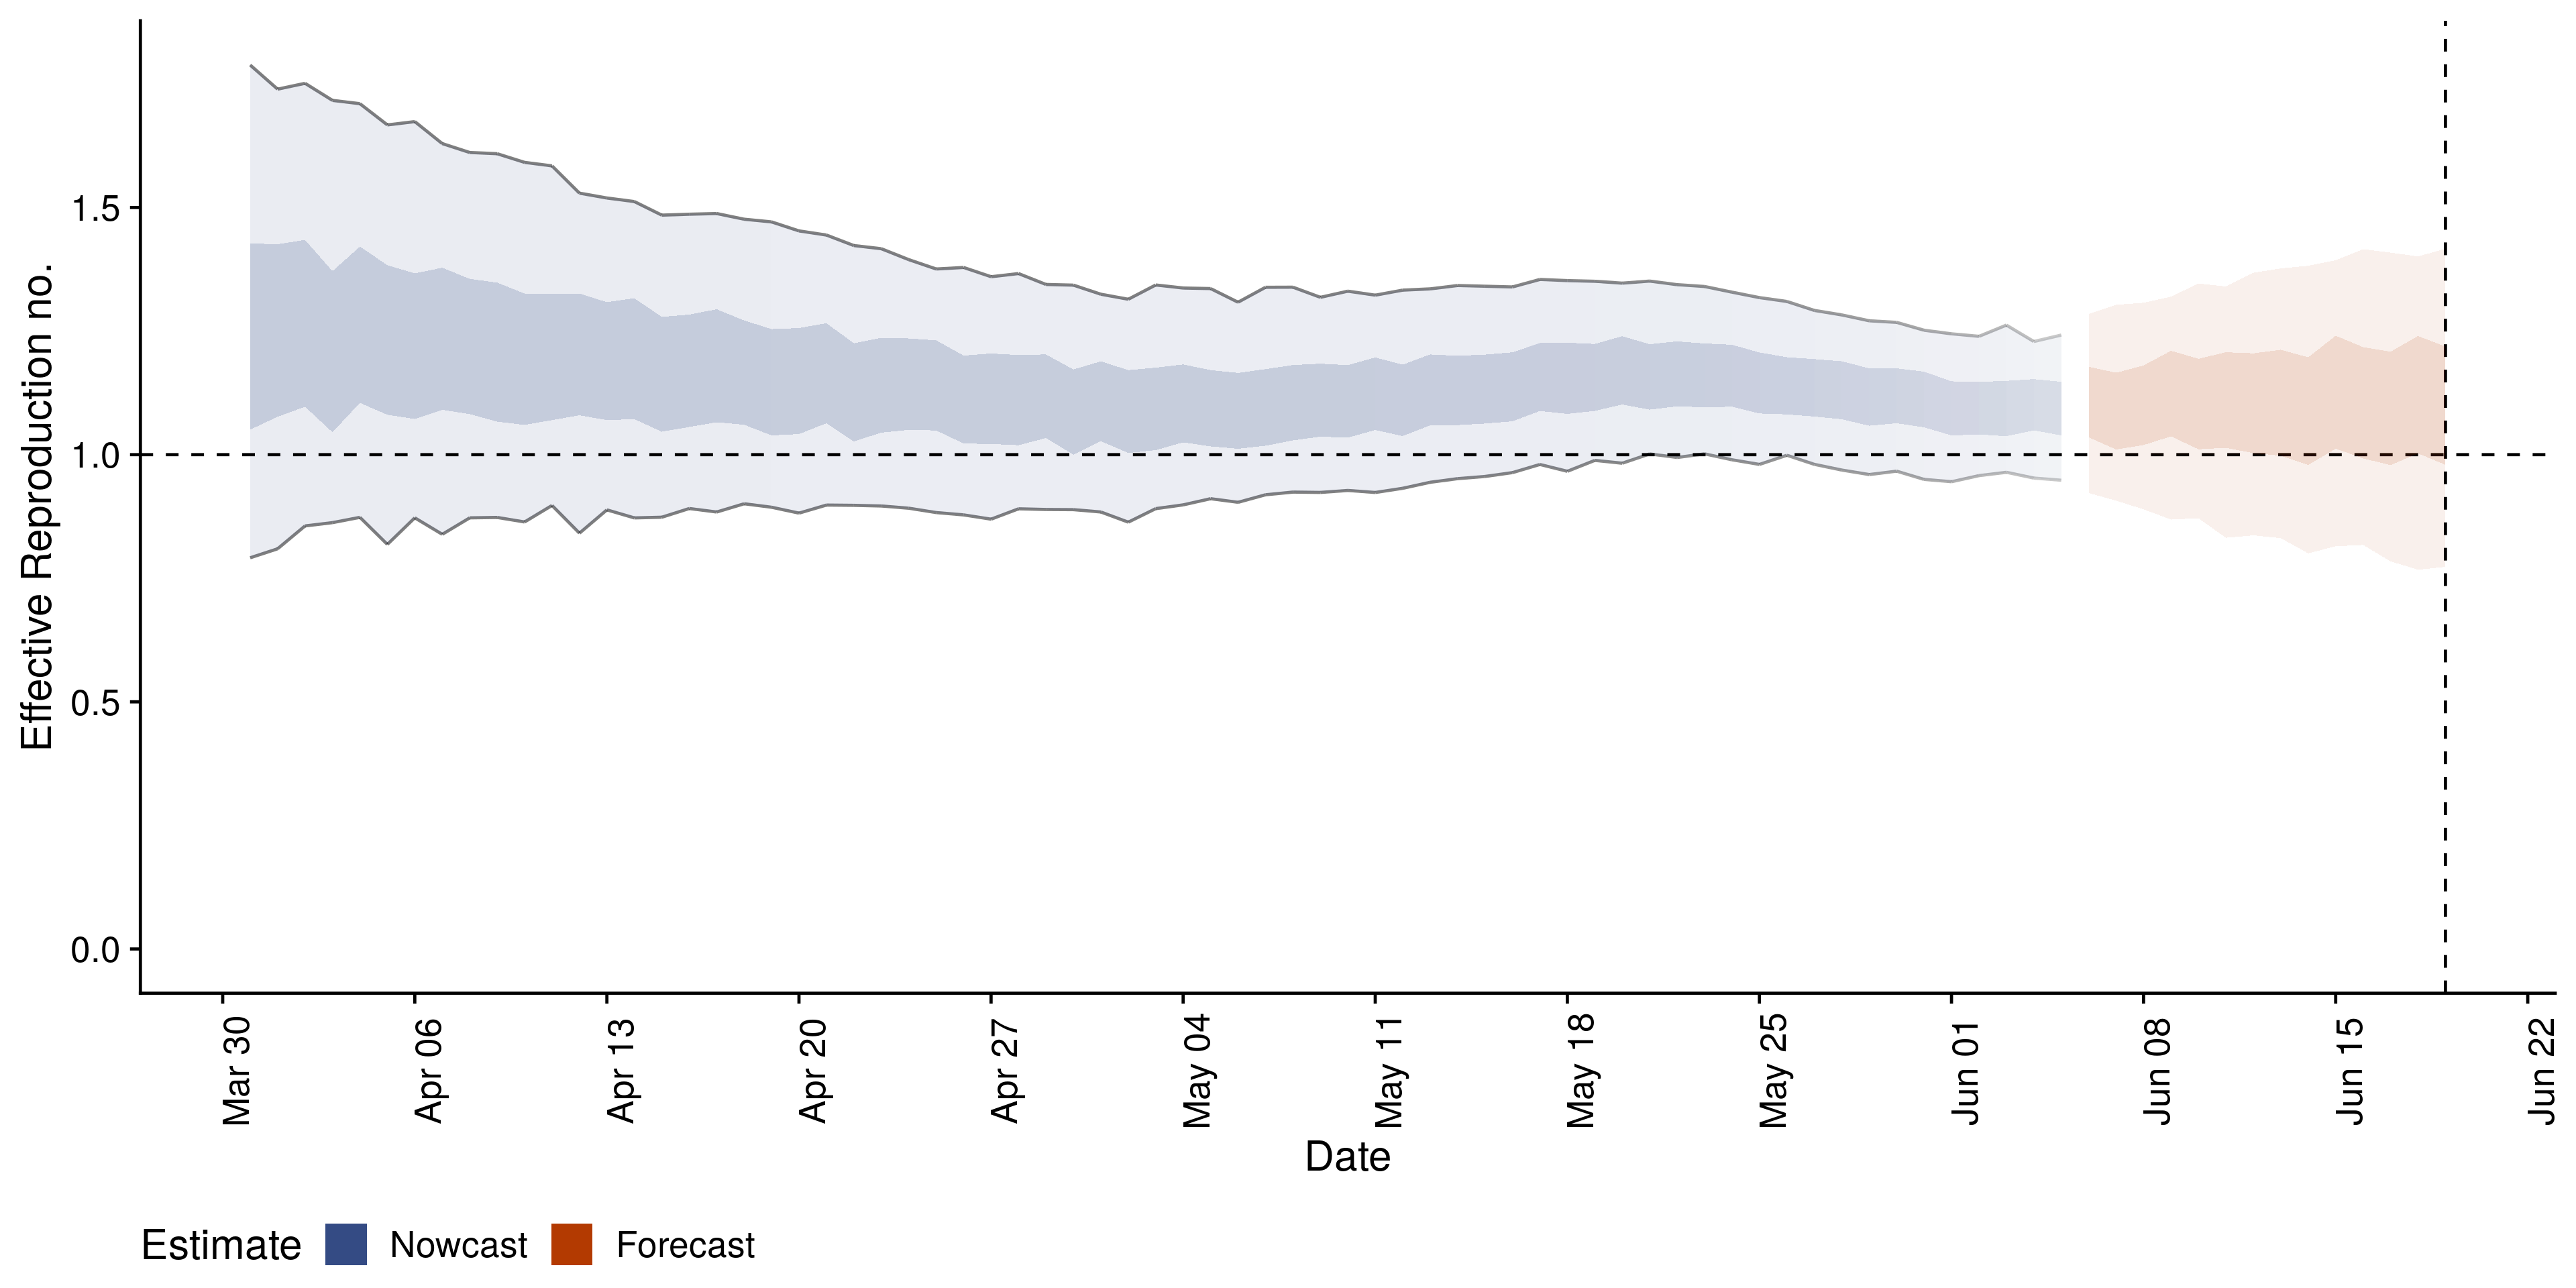 Effective Reproduction no.
1.5
1.0
0.5
0.0
Mar 30
Apr 06
Apr 13
Apr 20
Apr 27
May 04
May 11
May 18
May 25
Jun 01
Jun 08
Jun 15
Jun 22
Date
Estimate Nowcast Forecast